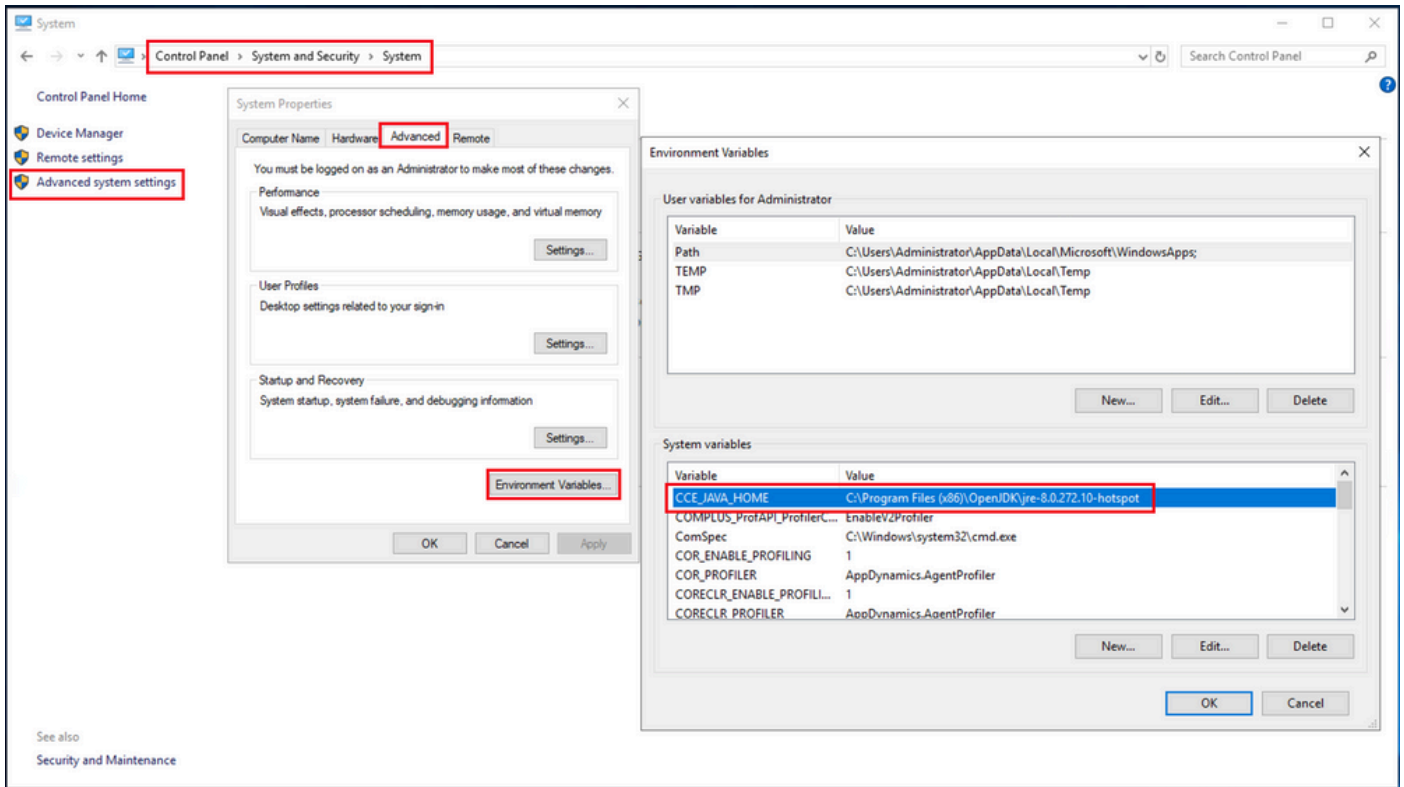 System
Control Panel > System and Security > System
Search Control Panel
Control Panel Home
Device Manager
Remote settings
Advanced system settings
See also
Security and Maintenance
System Properties
Computer Name Hardware Advanced Remote
You must be logged on as an Administrator to make most of these changes.
Performance
Visual effects, processor scheduling, memory usage, and virtual memory
Settings...
User Profiles
Desktop settings related to your sign-in
Settings...
Startup and Recovery
System startup, system failure, and debugging information
Settings...
Environment Variables...
OK Cancel Apply
Environment Variables
User variables for Administrator
Variable Value
Path C:\Users\Administrator\AppData\Local\Microsoft\WindowsApps;
TEMP C:\Users\Administrator\AppData\Local\Temp
TMP C:\Users\Administrator\AppData\Local\Temp
New... Edit... Delete
System variables
Variable Value
CCE_JAVA_HOME C:\Program Files (x86)\OpenJDK\jre-8.0.272.10-hotspot
COMPLUS_ProfAPI_ProfilerC... EnableV2Profiler
ComSpec C:\Windows\system32\cmd.exe
COR_ENABLE_PROFILING 1
COR_PROFILER AppDynamics.AgentProfiler
CORECLR_ENABLE_PROFILI... 1
CORECLR_PROFILER AppDynamics.AgentProfiler
New... Edit... Delete
OK Cancel